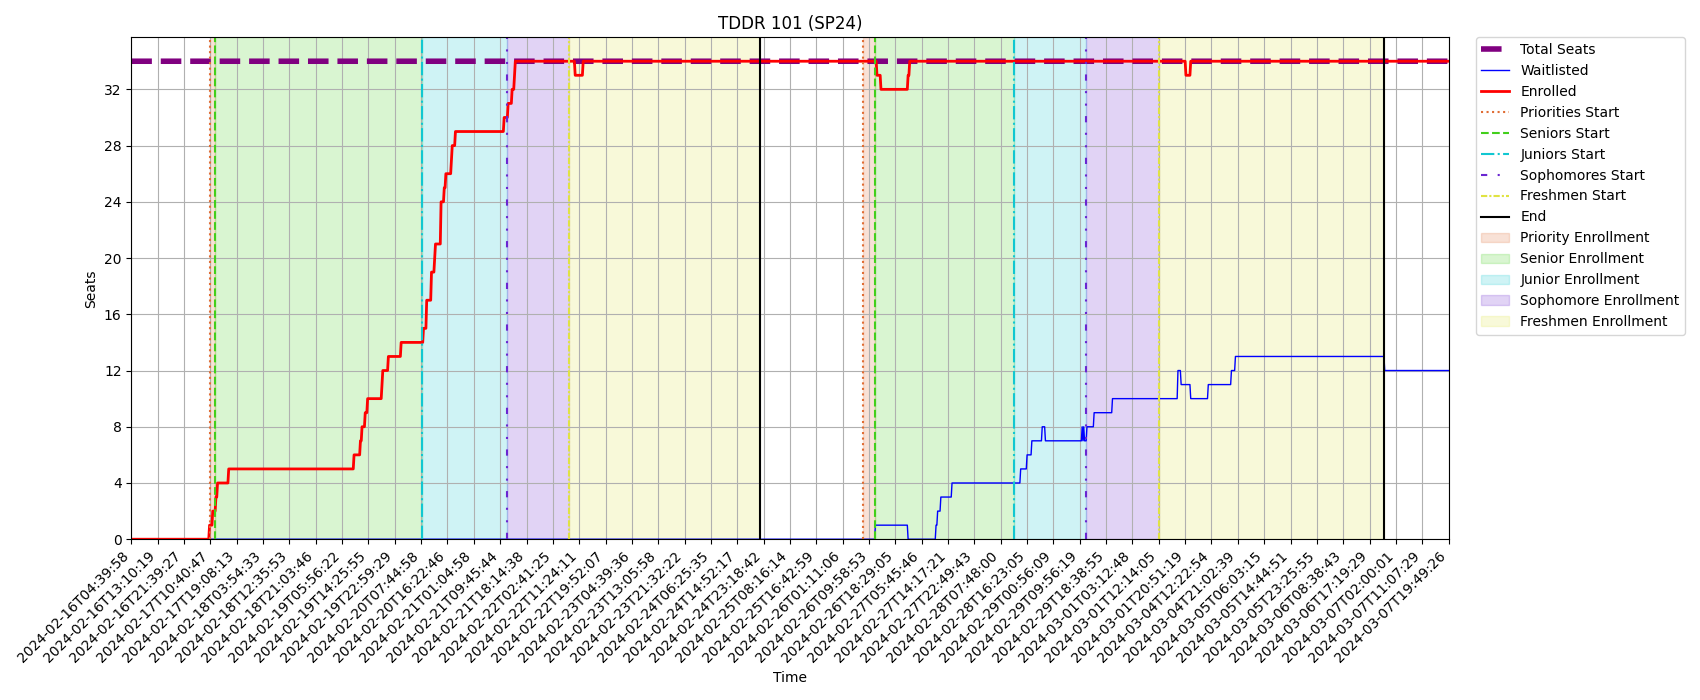 TDDR 101 (SP24)
Total Seats
Waitlisted
Enrolled
Priorities Start
Seniors Start
Juniors Start
Sophomores Start
Freshmen Start
End
Priority Enrollment
Senior Enrollment
Junior Enrollment
Sophomore Enrollment
Freshmen Enrollment
Seats
32
28
24
20
16
12
8
4
0
2024-02-16T04:39:58
2024-02-16T13:10:19
2024-02-16T21:39:27
2024-02-17T10:40:47
2024-02-17T19:08:13
2024-02-18T03:54:33
2024-02-18T12:35:53
2024-02-18T21:03:46
2024-02-19T05:56:22
2024-02-19T14:25:55
2024-02-19T22:59:29
2024-02-20T07:44:58
2024-02-20T16:22:46
2024-02-21T01:04:58
2024-02-21T09:45:44
2024-02-21T18:14:38
2024-02-22T02:41:25
2024-02-22T11:24:11
2024-02-22T19:52:07
2024-02-23T04:39:36
2024-02-23T13:05:58
2024-02-23T21:32:22
2024-02-24T06:25:35
2024-02-24T14:52:17
2024-02-24T23:18:42
2024-02-25T08:16:14
2024-02-25T16:42:59
2024-02-26T01:11:06
2024-02-26T09:58:53
2024-02-26T18:29:05
2024-02-27T05:45:46
2024-02-27T14:17:21
2024-02-27T22:49:43
2024-02-28T07:48:00
2024-02-28T16:23:05
2024-02-29T00:56:09
2024-02-29T09:56:19
2024-02-29T18:38:55
2024-03-01T03:12:48
2024-03-01T12:14:05
2024-03-01T20:51:19
2024-03-04T12:22:54
2024-03-04T21:02:39
2024-03-05T06:03:15
2024-03-05T14:44:51
2024-03-05T23:25:55
2024-03-06T08:38:43
2024-03-06T17:19:29
2024-03-07T02:00:01
2024-03-07T11:07:29
2024-03-07T19:49:26
Time